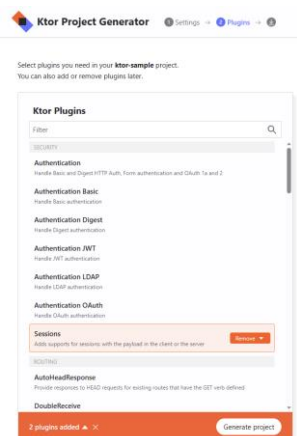 Ktor Project Generator
1 Settings → 2 Plugins →
Select plugins you need in your ktor-sample project.
You can also add or remove plugins later.
Ktor Plugins
Filter
SECURITY
Authentication
Handle Basic and Digest HTTP Auth, Form authentication and OAuth 1a and 2
Authentication Basic
Handle Basic authentication
Authentication Digest
Handle Digest authentication
Authentication JWT
Handle JWT authentication
Authentication LDAP
Handle LDAP authentication
Authentication OAuth
Handle OAuth authentication
Sessions
Adds supports for sessions with the payload in the client or the server
Remove
ROUTING
AutoHeadResponse
Provide responses to HEAD requests for existing routes that have the GET verb defined
DoubleReceive
2 plugins added
Generate project